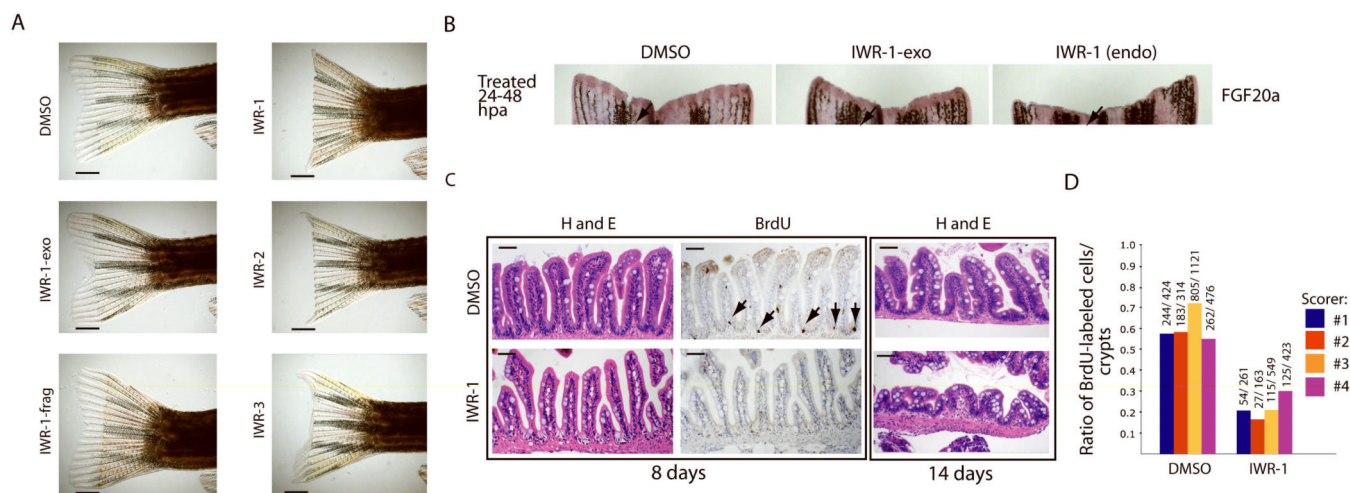 A
DMSO
IWR-1
IWR-1-exo
IWR-2
IWR-1-frag
IWR-3
B
DMSO
IWR-1-exo
IWR-1 (endo)
Treated
24-48
hpa
FGF20a
C
H and E
BrdU
H and E
DMSO
IWR-1
8 days
14 days
D
Ratio of BrdU-labeled cells/
crypts
1.0
0.9
0.8
0.7
0.6
0.5
0.4
0.3
0.2
0.1
244/ 424
183/ 314
805/ 1121
262/ 476
54/ 261
27/ 163
115/ 549
125/ 423
DMSO
IWR-1
Scorer:
#1
#2
#3
#4